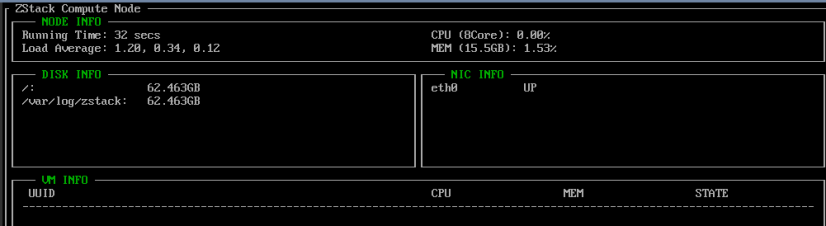 ZStack Compute Node
NODE INFO
Running Time: 32 secs CPU (8Core): 0.00%
Load Average: 1.20, 0.34, 0.12 MEM (15.5GB): 1.53%
DISK INFO NIC INFO
/: 62.463GB eth0 UP
/var/log/zstack: 62.463GB
VM INFO
UUID CPU MEM STATE